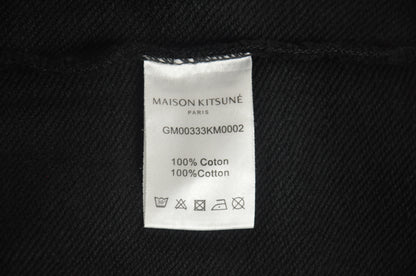 MAISON KITSUNÉ
PARIS
GM00333KM0002
100% Coton
100%Cotton